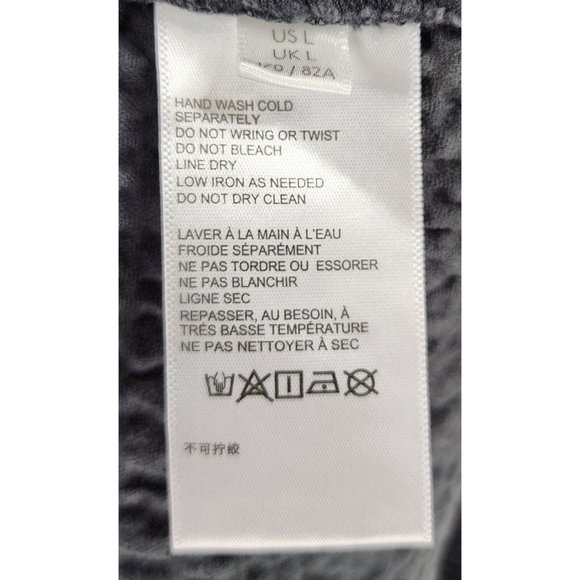 US L
UK L
/ 82A
HAND WASH COLD
SEPARATELY
DO NOT WRING OR TWIST
DO NOT BLEACH
LINE DRY
LOW IRON AS NEEDED
DO NOT DRY CLEAN
LAVER À LA MAIN À L'EAU
FROIDE SÉPARÉMENT
NE PAS TORDRE OU ESSORER
NE PAS BLANCHIR
LIGNE SEC
REPASSER, AU BESOIN, À
TRÉS BASSE TEMPÉRATURE
NE PAS NETTOYER À SEC
不可拧绞